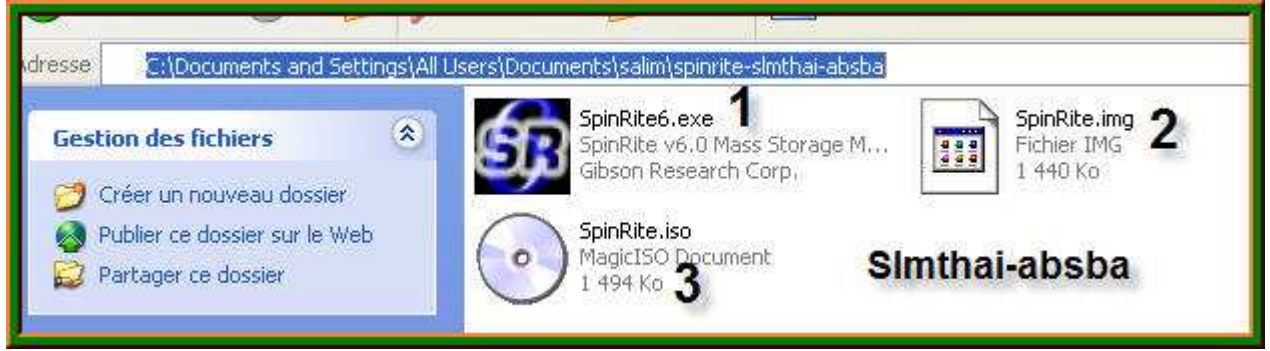 Adresse C:\Documents and Settings\All Users\Documents\salim\spinrite-slmthai-absba
Gestion des fichiers
Créer un nouveau dossier
Publier ce dossier sur le Web
Partager ce dossier
SR
SpinRite6.exe 1
SpinRite v6.0 Mass Storage M...
Gibson Research Corp.
SpinRite.img 2
Fichier IMG
1 440 Ko
SpinRite.iso
MagicISO Document
1 494 Ko 3
Slmthai-absba